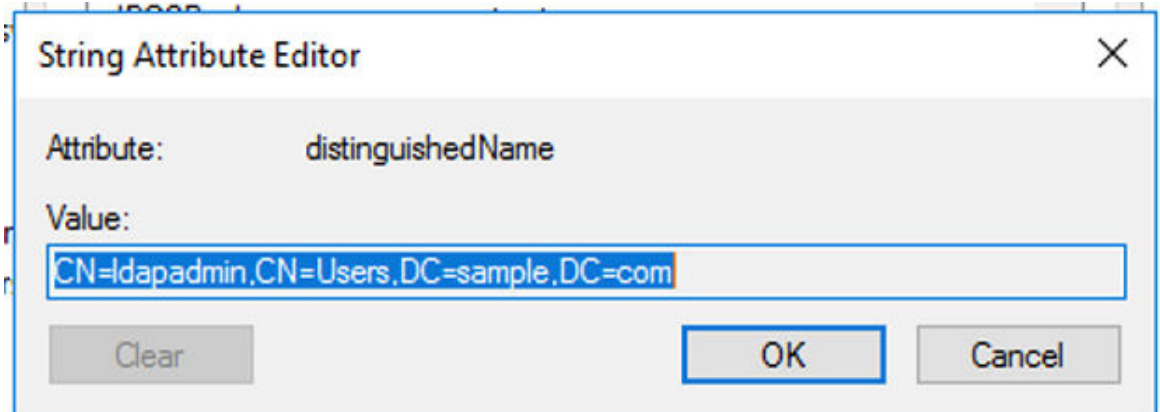 String Attribute Editor
Attribute: distinguishedName
Value:
CN=ldapadmin,CN=Users,DC=sample,DC=com
Clear OK Cancel